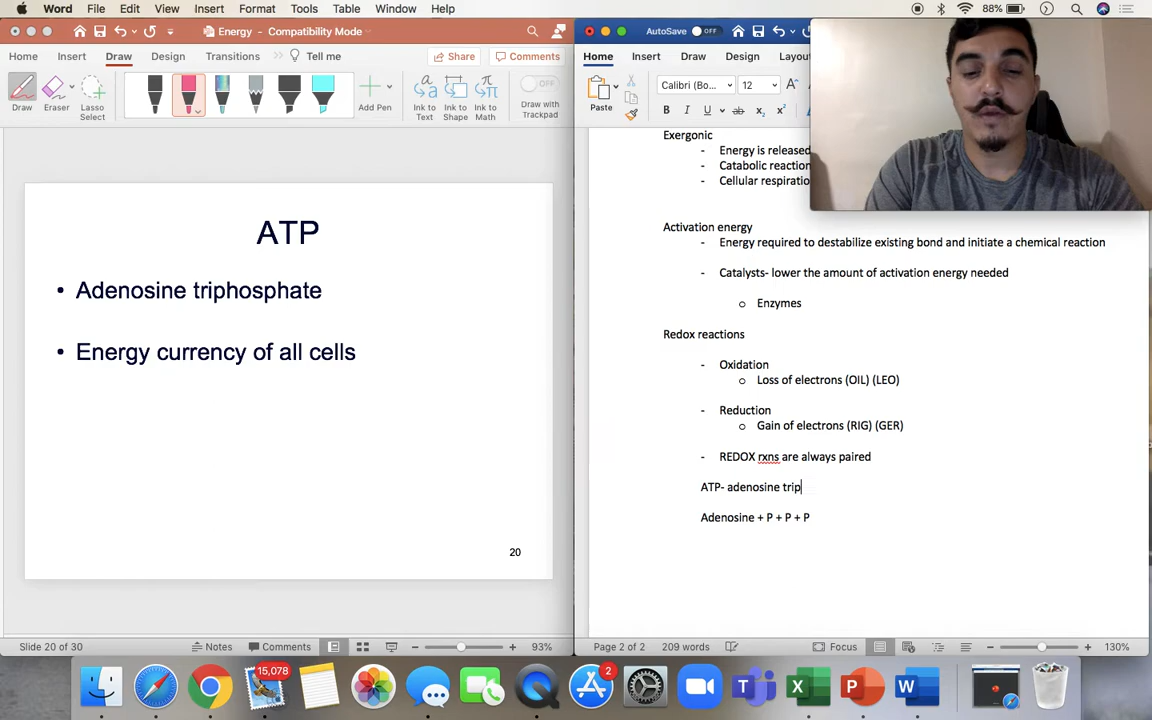 Word File Edit View Insert Format Tools Table Window Help 88%
Energy - Compatibility Mode
AutoSave OFF
Home Insert Draw Design Transitions Tell me Share Comments
Home Insert Draw Design Layou
Draw Eraser Lasso Select Add Pen Ink to Text Ink to Shape Ink to Math OFF Draw with Trackpad
Paste Calibri (Bo... 12
B I U ab x₂ x²
ATP
• Adenosine triphosphate
• Energy currency of all cells
20
Exergonic
- Energy is released
- Catabolic reaction
- Cellular respiratio
Activation energy
- Energy required to destabilize existing bond and initiate a chemical reaction
- Catalysts- lower the amount of activation energy needed
o Enzymes
Redox reactions
- Oxidation
o Loss of electrons (OIL) (LEO)
- Reduction
o Gain of electrons (RIG) (GER)
- REDOX rxns are always paired
ATP- adenosine trip
Adenosine + P + P + P
Slide 20 of 30 Notes Comments 93%
Page 2 of 2 209 words Focus 130%
15,078
2